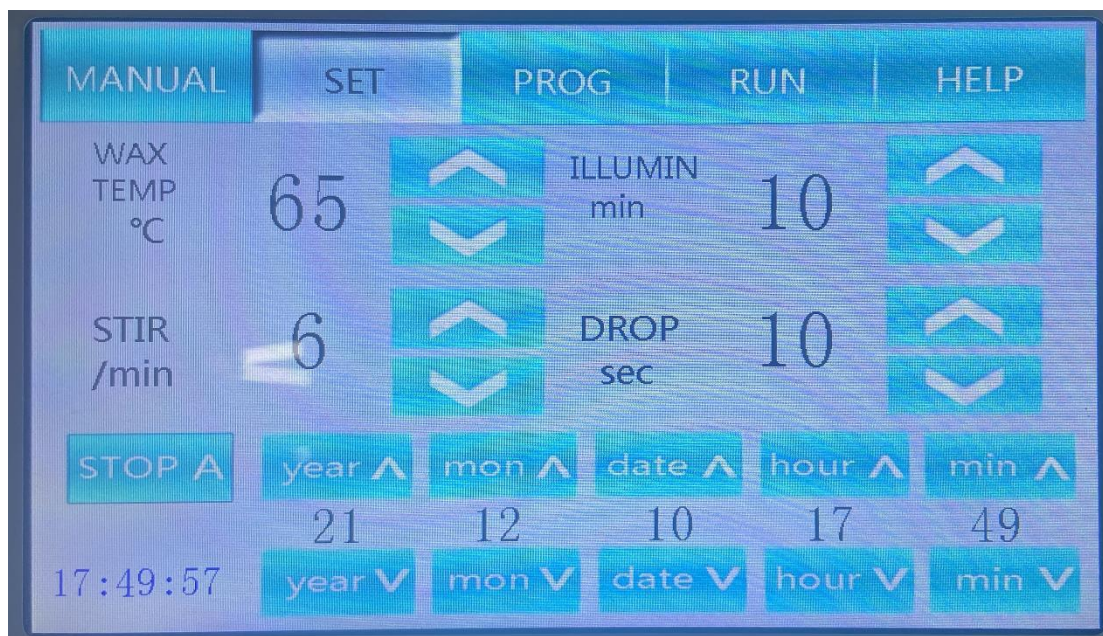 MANUAL SET PROG RUN HELP
WAX
TEMP
°C
65
ILLUMIN
min
10
STIR
/min
6
DROP
sec
10
STOP A year mon date hour min
21 12 10 17 49
17:49:57 year mon date hour min